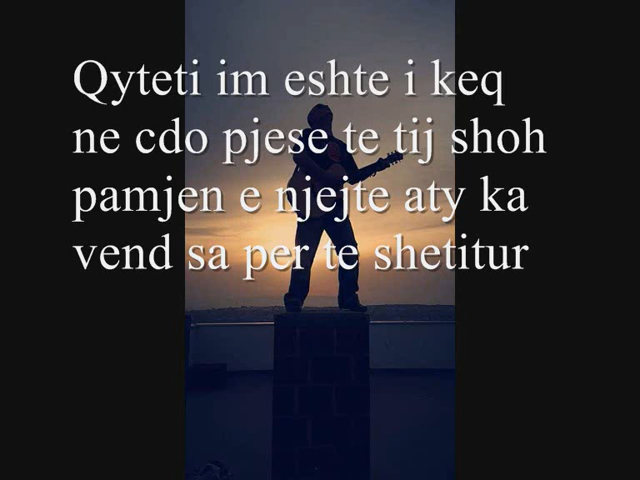 Qyteti im eshte i keq
ne cdo pjese te tij shoh
pamjen e njejte aty ka
vend sa per te shetitur